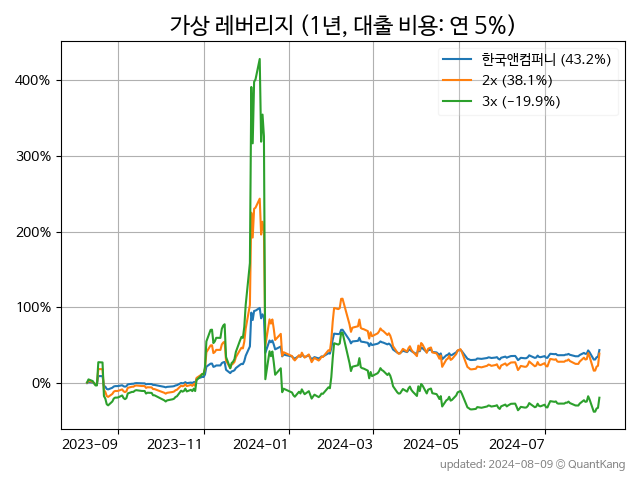 가상 레버리지 (1년, 대출 비용: 연 5%)
한국앤컴퍼니 (43.2%)
2x (38.1%)
3x (−19.9%)
400%
300%
200%
100%
0%
2023-09 2023-11 2024-01 2024-03 2024-05 2024-07
updated: 2024-08-09 © QuantKang